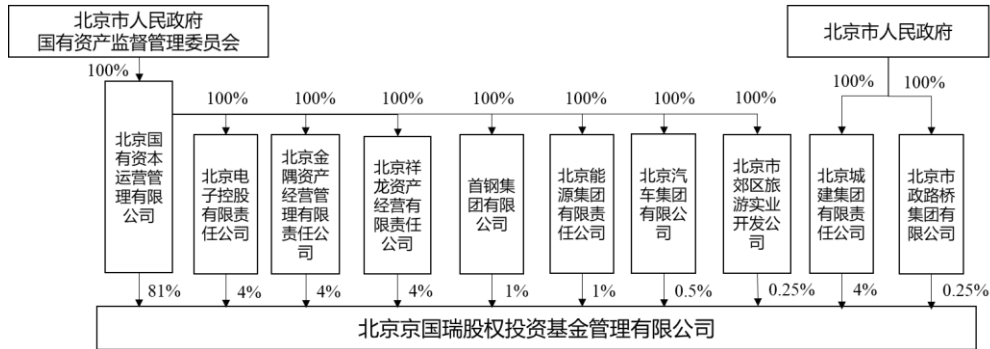 北京市人民政府
国有资产监督管理委员会
北京市人民政府
100%
100%
100%
100%
100%
100%
100%
100%
100%
100%
北京国
有资本
运营管
理有限
公司
北京电
子控股
有限责
任公司
北京金
隅资产
经营管
理有限
责任公
司
北京祥
龙资产
经营有
限责任
公司
首钢集
团有限
公司
北京能
源集团
有限责
任公司
北京汽
车集团
有限公
司
北京市
郊区旅
游实业
开发公
司
北京城
建集团
有限责
任公司
北京市
政路桥
集团有
限公司
81%
4%
4%
4%
1%
1%
0.5%
0.25%
4%
0.25%
北京京国瑞股权投资基金管理有限公司